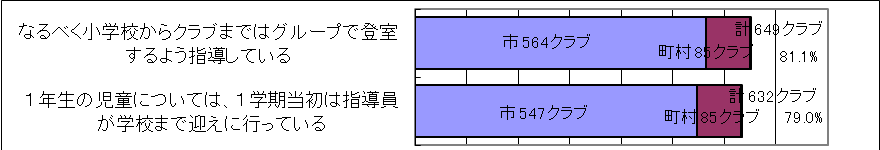 なるべく小学校からクラブまではグループで登室
するよう指導している
市564クラブ
町村85クラブ
計649クラブ
81.1%
１年生の児童については、１学期当初は指導員
が学校まで迎えに行っている
市547クラブ
町村85クラブ
計632クラブ
79.0%